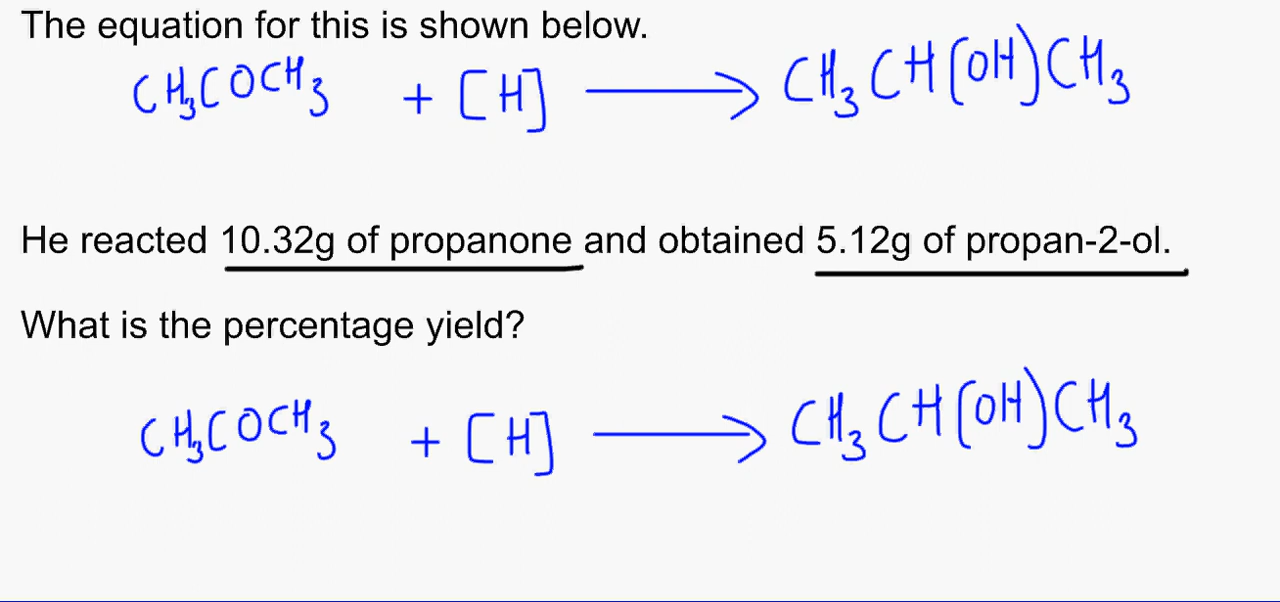 The equation for this is shown below.
CH₃COCH₃ + [H] ⟶ CH₃CH(OH)CH₃
He reacted 10.32g of propanone and obtained 5.12g of propan-2-ol.
What is the percentage yield?
CH₃COCH₃ + [H] ⟶ CH₃CH(OH)CH₃